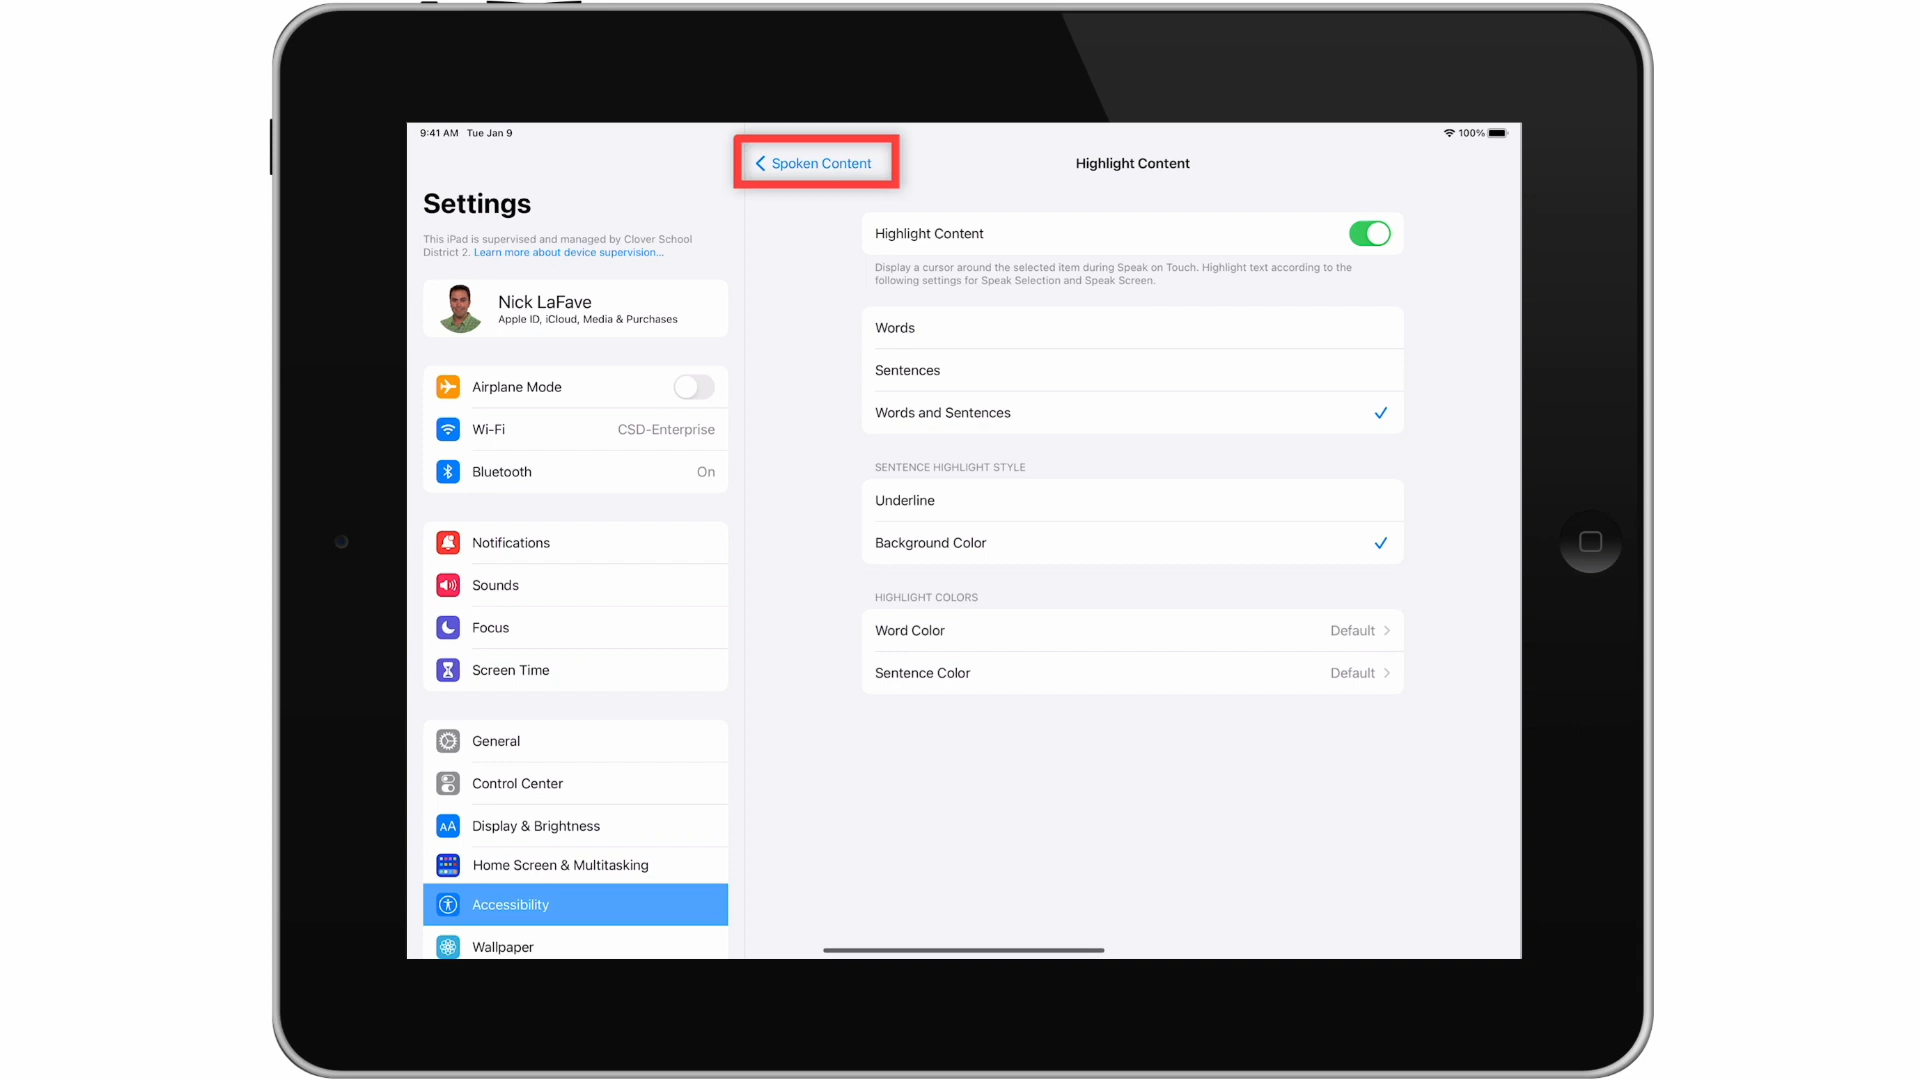 9:41 AM Tue Jan 9
100%
Spoken Content
Highlight Content
Settings
This iPad is supervised and managed by Clover School
District 2. Learn more about device supervision...
Nick LaFave
Apple ID, iCloud, Media & Purchases
Airplane Mode
Wi-Fi CSD-Enterprise
Bluetooth On
Notifications
Sounds
Focus
Screen Time
General
Control Center
AA Display & Brightness
Home Screen & Multitasking
Accessibility
Wallpaper
Highlight Content
Display a cursor around the selected item during Speak on Touch. Highlight text according to the
following settings for Speak Selection and Speak Screen.
Words
Sentences
Words and Sentences
SENTENCE HIGHLIGHT STYLE
Underline
Background Color
HIGHLIGHT COLORS
Word Color Default
Sentence Color Default